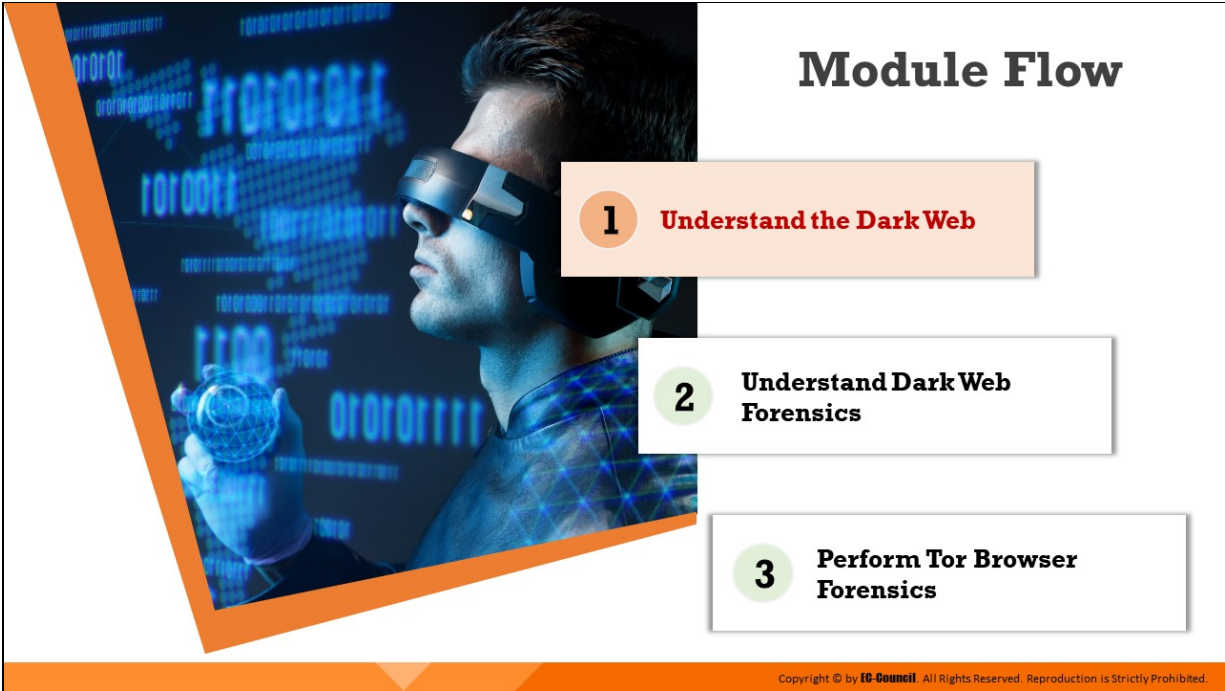 Module Flow
1
Understand the Dark Web
2
Understand Dark Web
Forensics
3
Perform Tor Browser
Forensics
Copyright © by EC-Council. All Rights Reserved. Reproduction is Strictly Prohibited.